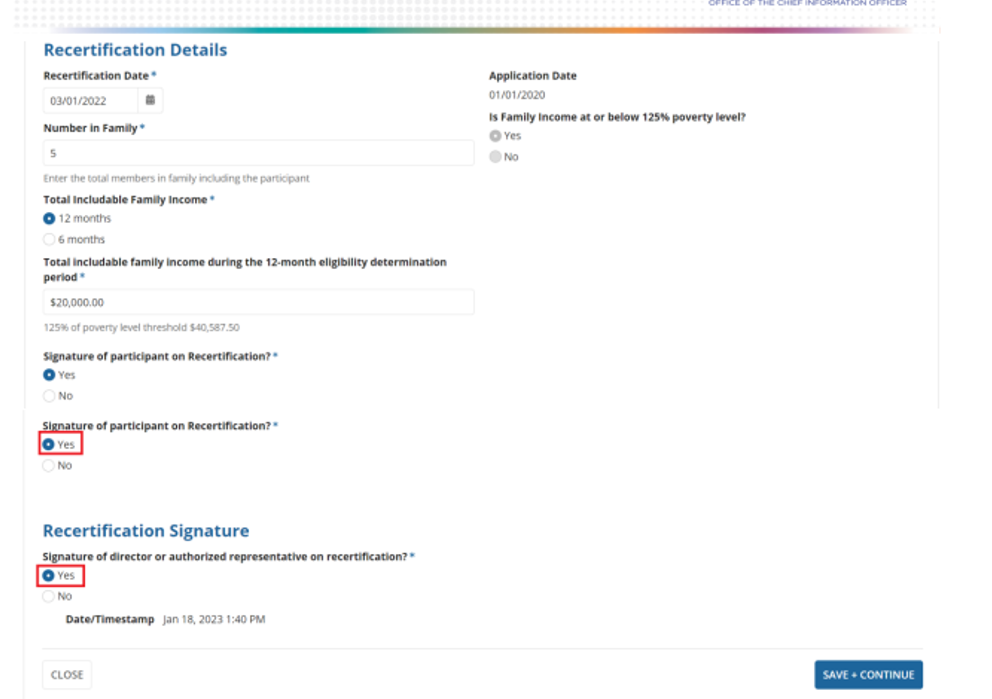 OFFICE OF THE CHIEF INFORMATION OFFICER
Recertification Details
Recertification Date *
03/01/2022
Number in Family *
5
Enter the total members in family including the participant
Total Includable Family Income *
12 months
6 months
Total includable family income during the 12-month eligibility determination
period *
$20,000.00
125% of poverty level threshold $40,587.50
Signature of participant on Recertification? *
Yes
No
Application Date
01/01/2020
Is Family Income at or below 125% poverty level?
Yes
No
Signature of participant on Recertification? *
Yes
No
Recertification Signature
Signature of director or authorized representative on recertification? *
Yes
No
Date/Timestamp Jan 18, 2023 1:40 PM
CLOSE
SAVE + CONTINUE